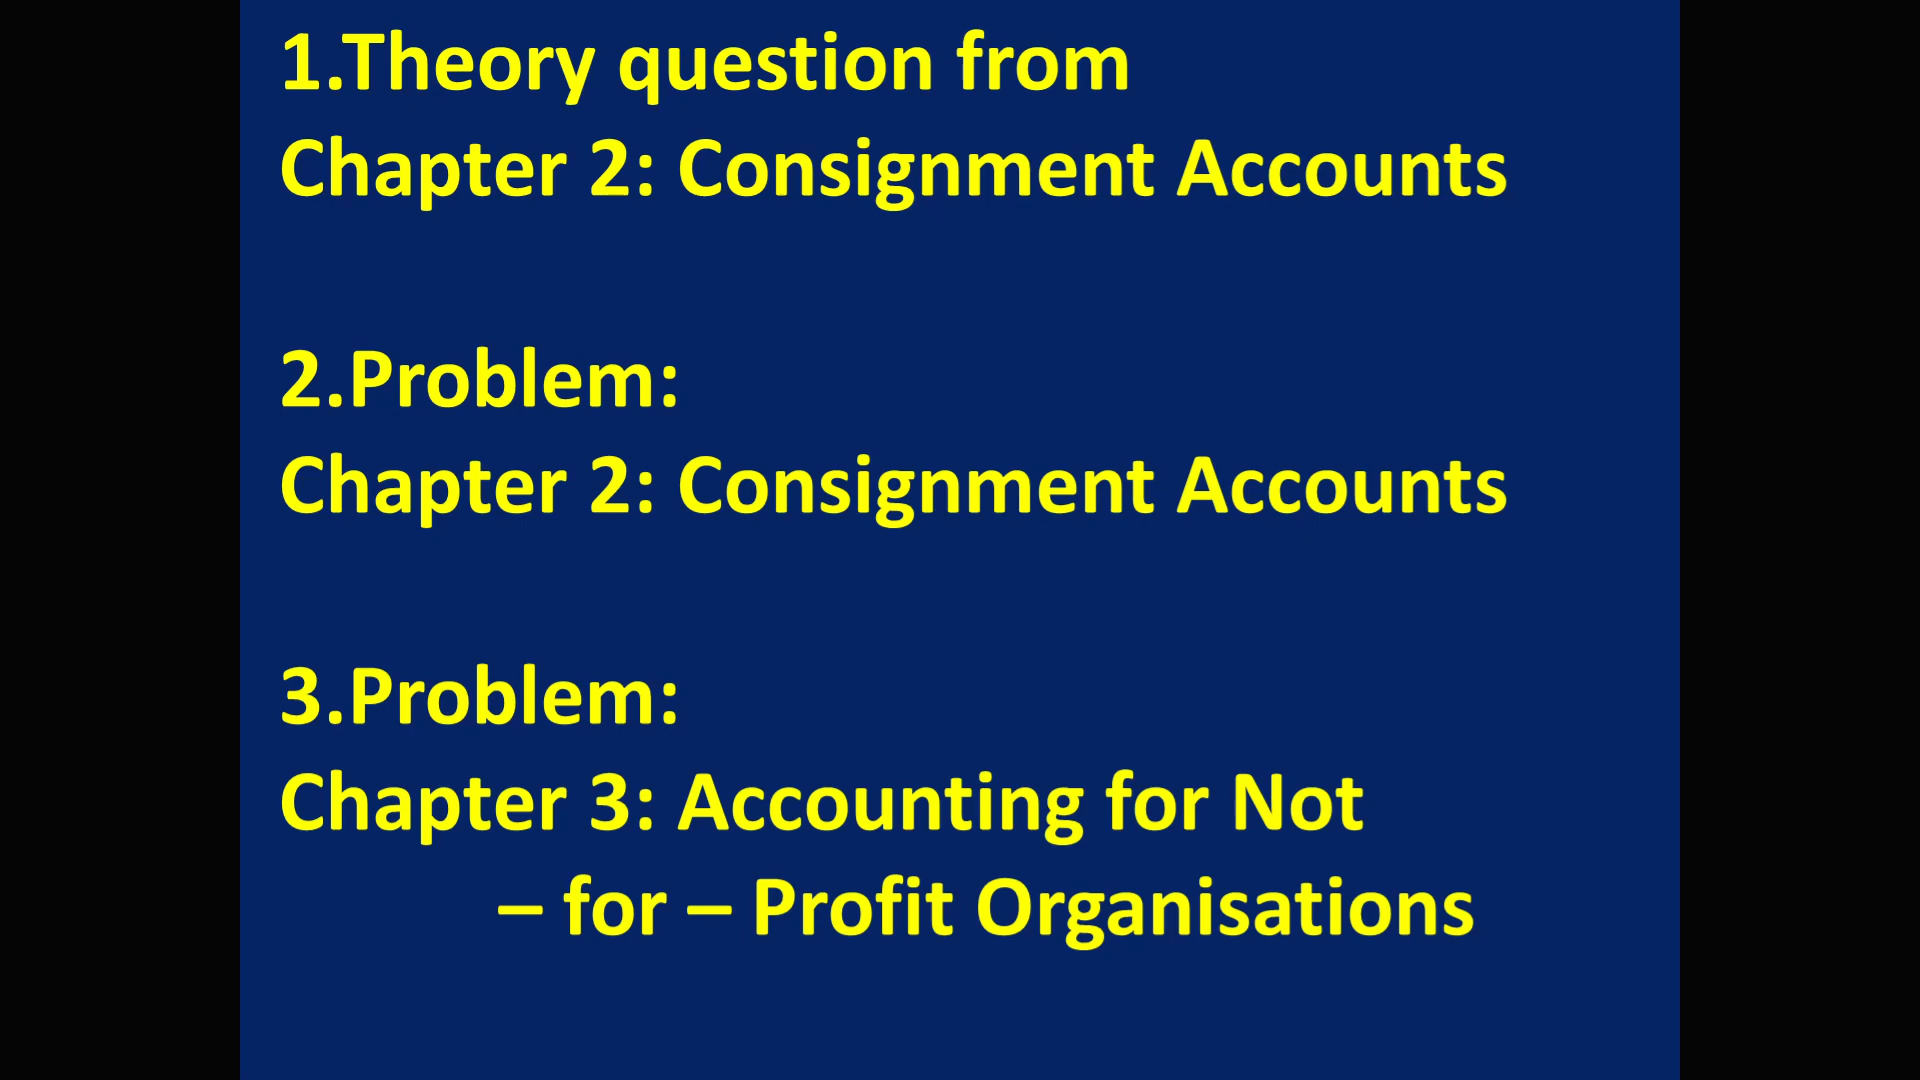 1.Theory question from
Chapter 2: Consignment Accounts
2.Problem:
Chapter 2: Consignment Accounts
3.Problem:
Chapter 3: Accounting for Not
– for – Profit Organisations